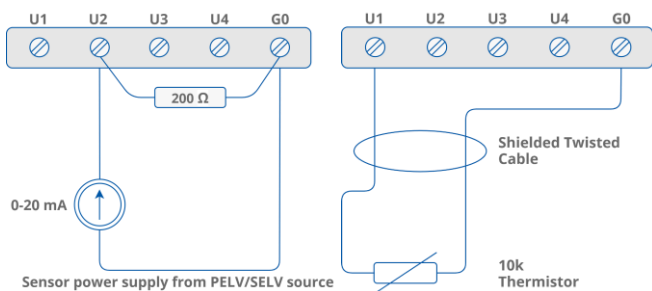 U1 U2 U3 U4 G0
200 Ω
0-20 mA
Sensor power supply from PELV/SELV source
U1 U2 U3 U4 G0
Shielded Twisted
Cable
10k
Thermistor